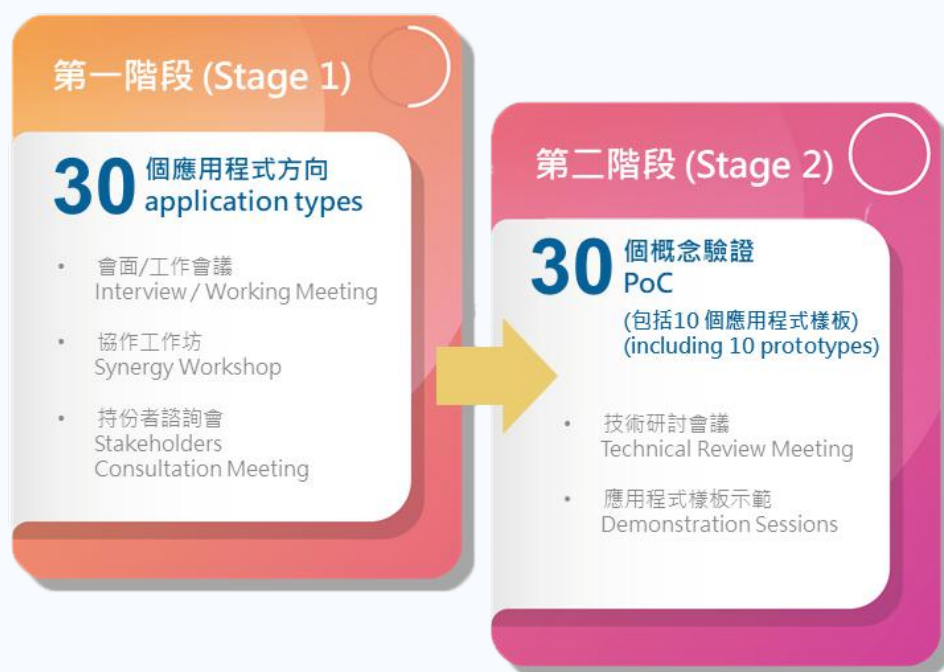 第一階段 (Stage 1)
30 個應用程式方向
application types
• 會面/工作會議
Interview / Working Meeting
• 協作工作坊
Synergy Workshop
• 持份者諮詢會
Stakeholders
Consultation Meeting
第二階段 (Stage 2)
30 個概念驗證
PoC
(包括10 個應用程式樣板)
(including 10 prototypes)
• 技術研討會議
Technical Review Meeting
• 應用程式樣板示範
Demonstration Sessions